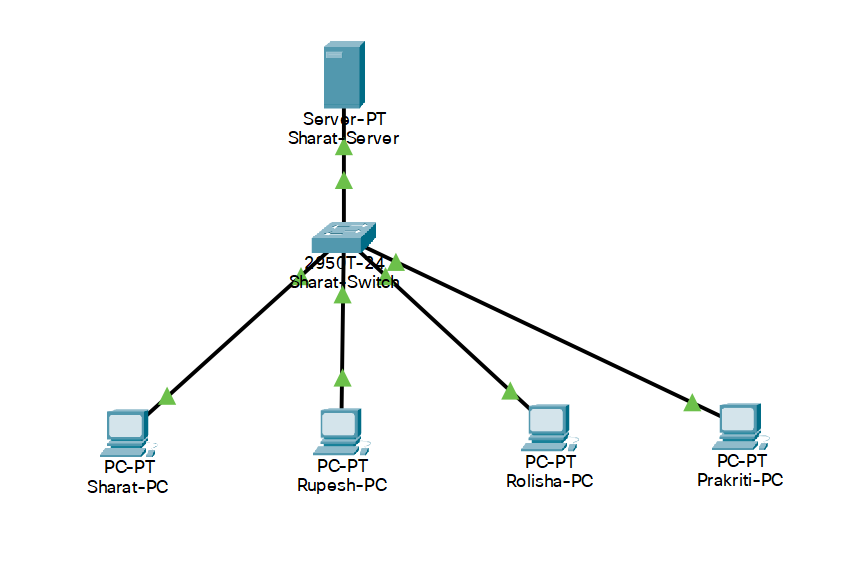 Server-PT
Sharat-Server
2950T-24
Sharat-Switch
PC-PT
Sharat-PC
PC-PT
Rupesh-PC
PC-PT
Rolisha-PC
PC-PT
Prakriti-PC